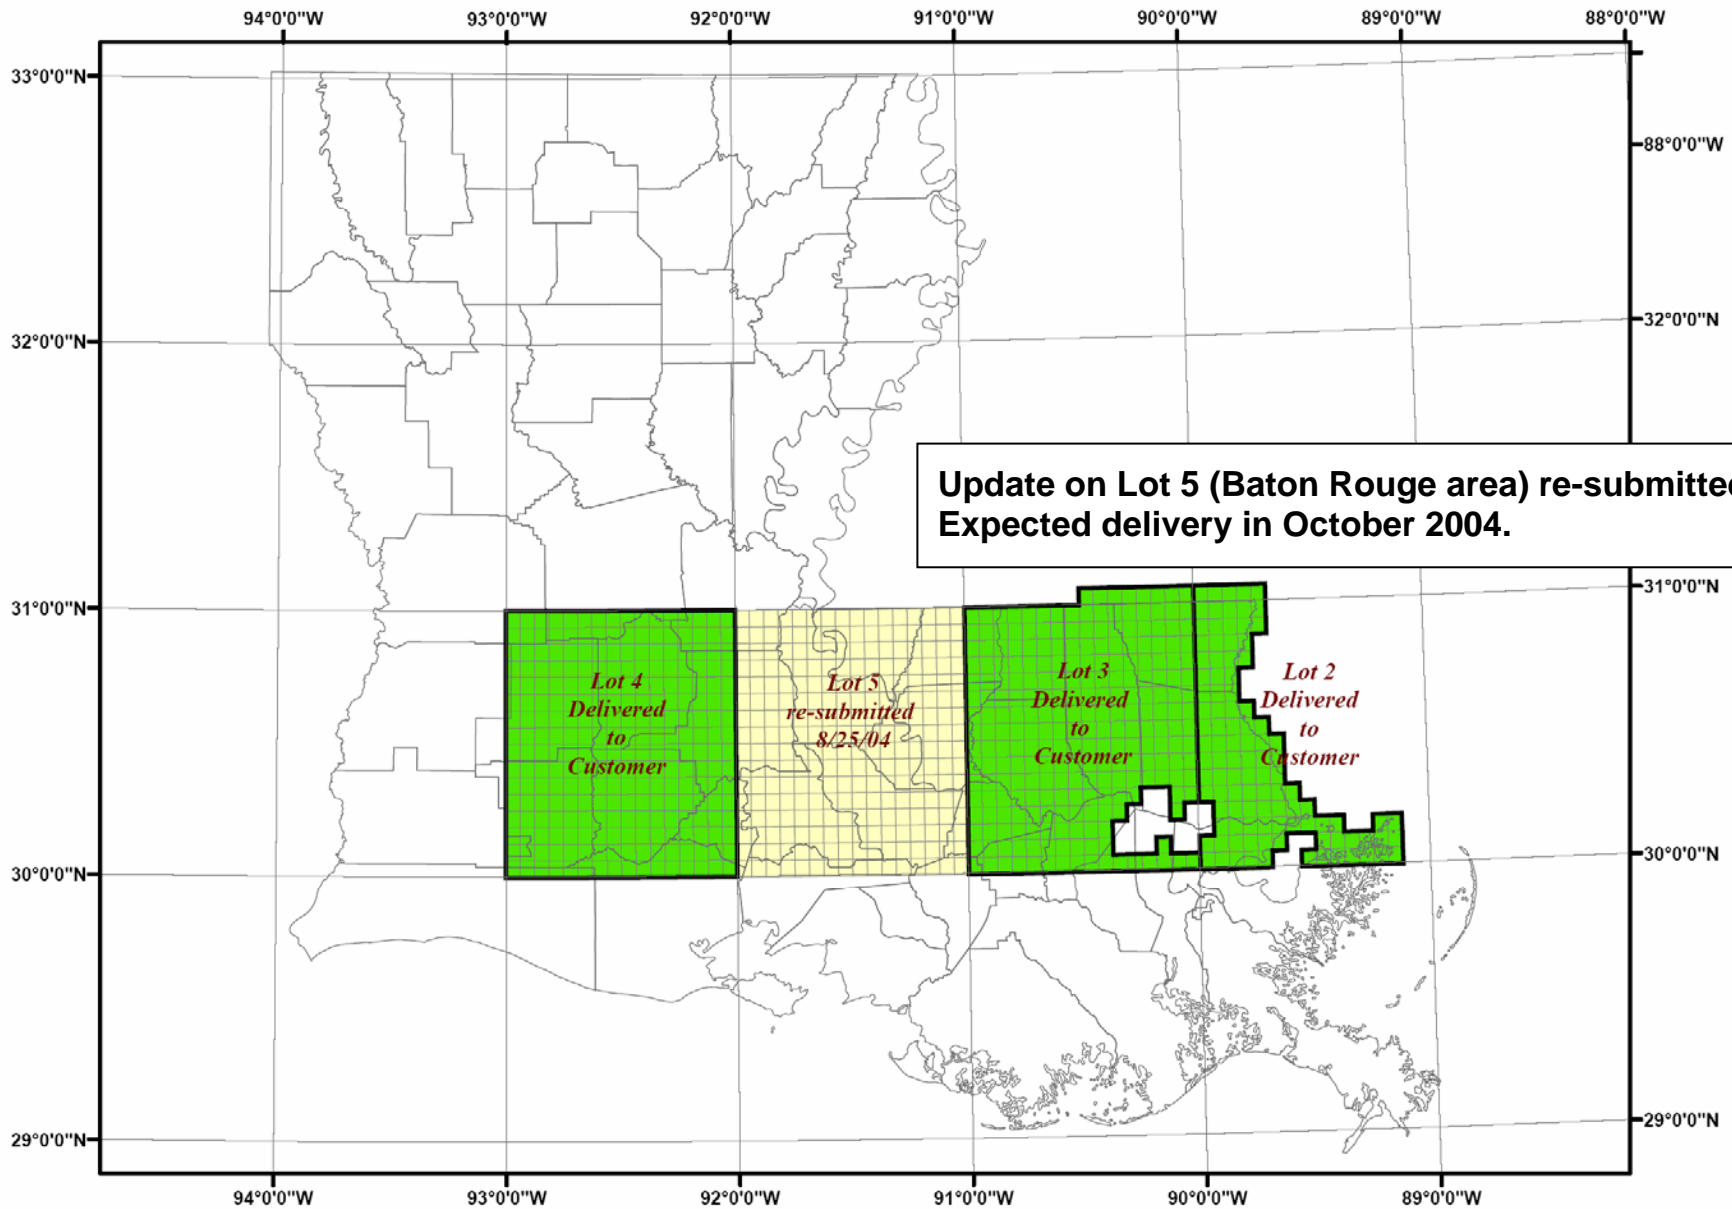 94°0'0"W 93°0'0"W 92°0'0"W 91°0'0"W 90°0'0"W 89°0'0"W 88°0'0"W
33°0'0"N
88°0'0"W
32°0'0"N
32°0'0"N
Update on Lot 5 (Baton Rouge area) re-submitted
Expected delivery in October 2004.
31°0'0"N
31°0'0"N
Lot 4
Delivered
to
Customer
Lot 5
re-submitted
8/25/04
Lot 3
Delivered
to
Customer
Lot 2
Delivered
to
Customer
30°0'0"N
30°0'0"N
29°0'0"N
29°0'0"N
94°0'0"W 93°0'0"W 92°0'0"W 91°0'0"W 90°0'0"W 89°0'0"W